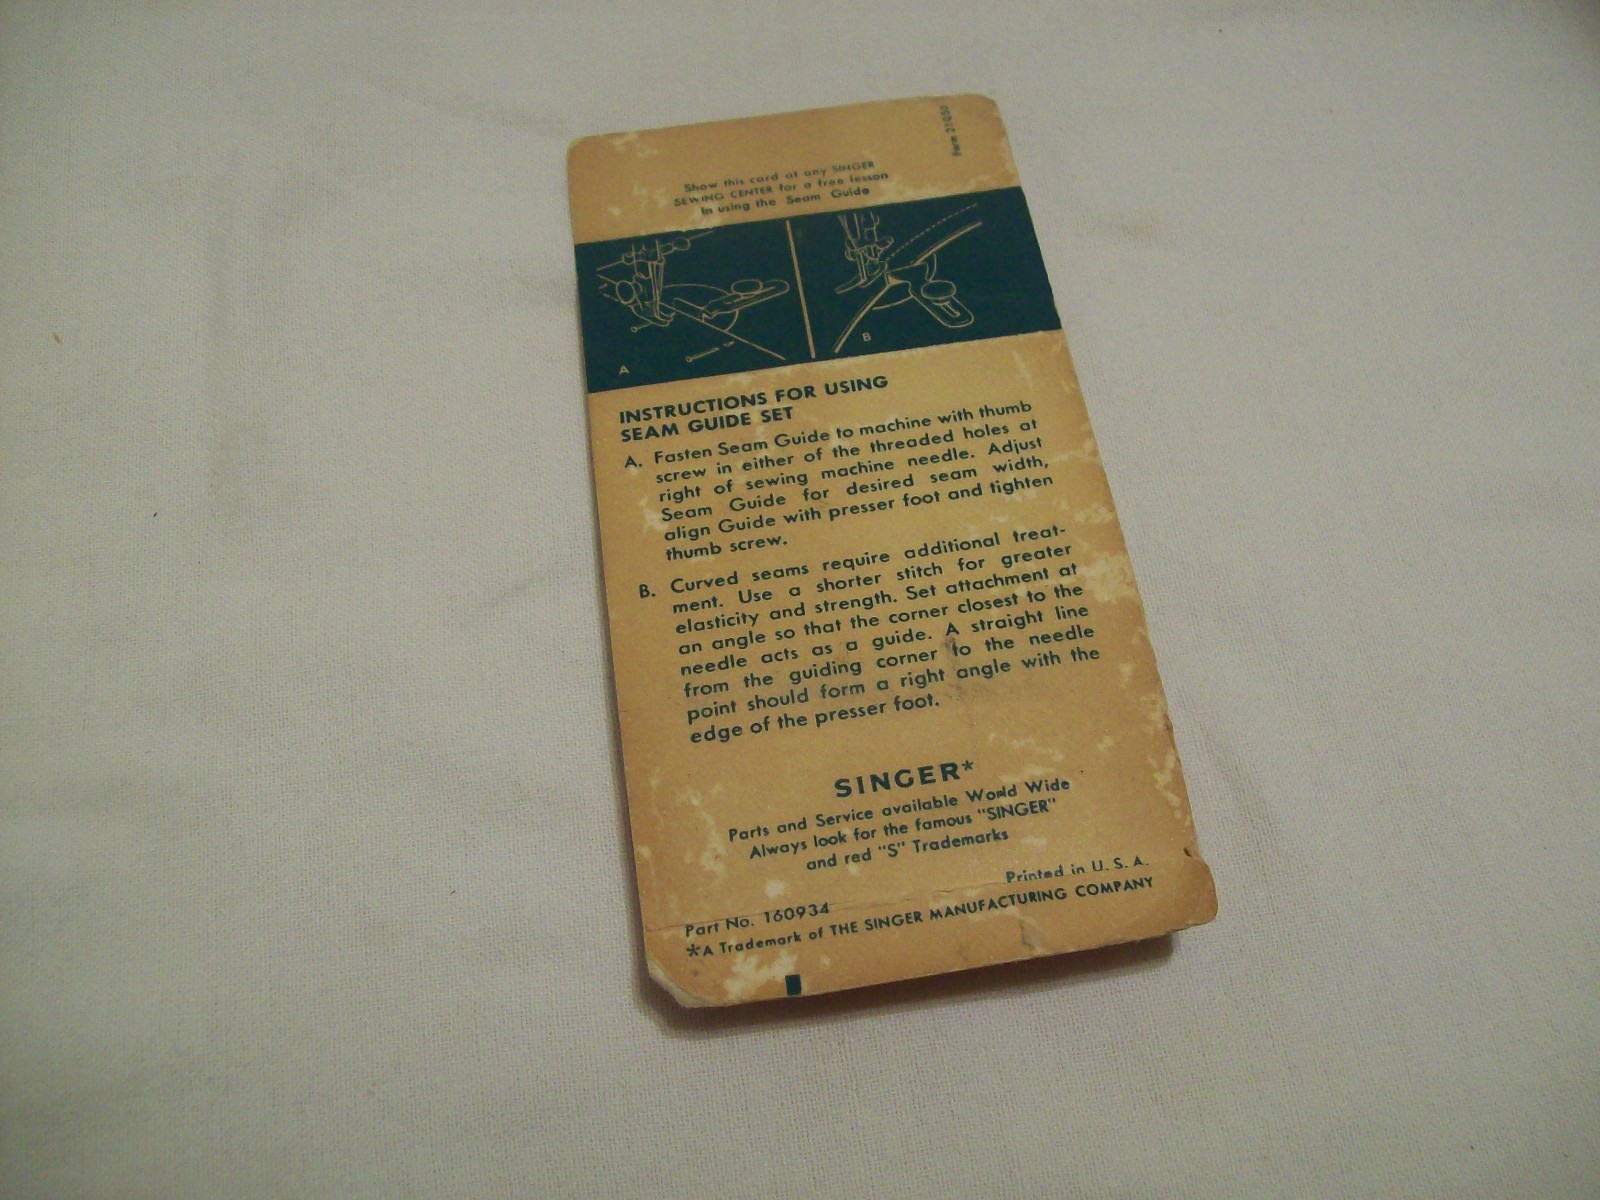 Form 21050
Show this card at any SINGER
SEWING CENTER for a free lesson
In using the Seam Guide
A
B
INSTRUCTIONS FOR USING
SEAM GUIDE SET
A. Fasten Seam Guide to machine with thumb
screw in either of the threaded holes at
right of sewing machine needle. Adjust
Seam Guide for desired seam width,
align Guide with presser foot and tighten
thumb screw.
B. Curved seams require additional treat-
ment. Use a shorter stitch for greater
elasticity and strength. Set attachment at
an angle so that the corner closest to the
needle acts as a guide. A straight line
from the guiding corner to the needle
point should form a right angle with the
edge of the presser foot.
SINGER*
Parts and Service available World Wide
Always look for the famous "SINGER"
and red "S" Trademarks
Printed in U. S. A.
Part No. 160934
*A Trademark of THE SINGER MANUFACTURING COMPANY